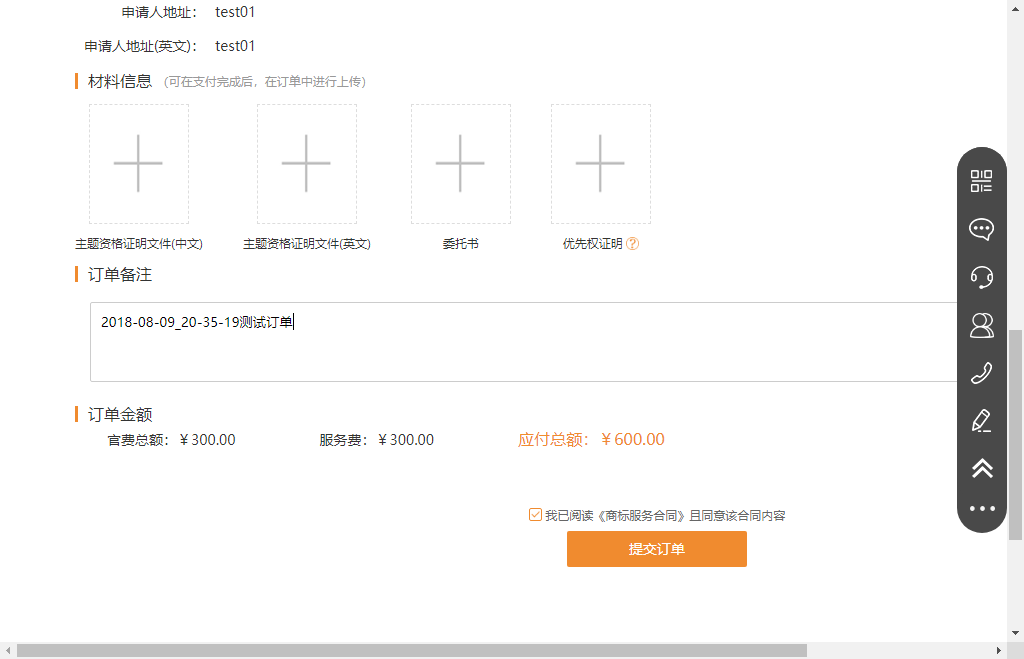 申请人地址： test01
申请人地址(英文)： test01
材料信息 (可在支付完成后，在订单中进行上传)
主题资格证明文件(中文) 主题资格证明文件(英文) 委托书 优先权证明 ?
订单备注
2018-08-09_20-35-19测试订单
订单金额
官费总额：￥300.00 服务费：￥300.00 应付总额：￥600.00
我已阅读《商标服务合同》且同意该合同内容
提交订单